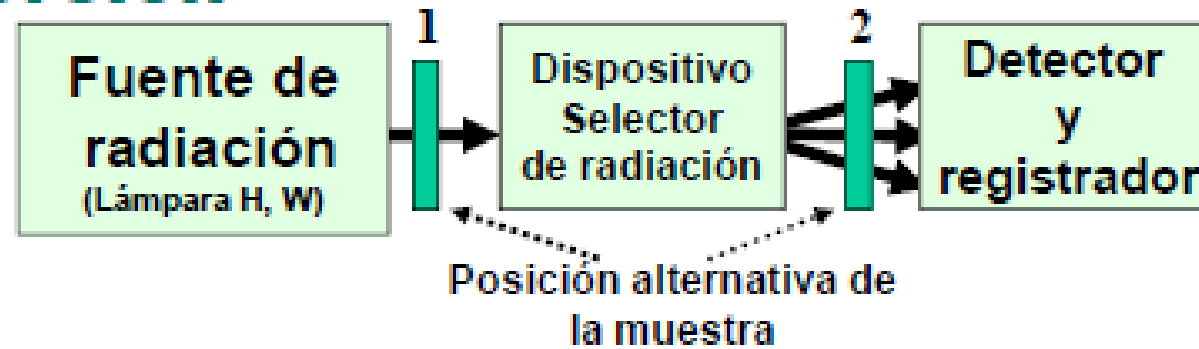 1
2
Fuente de
radiación
(Lámpara H, W)
Dispositivo
Selector
de radiación
Detector
y
registrador
Posición alternativa de
la muestra